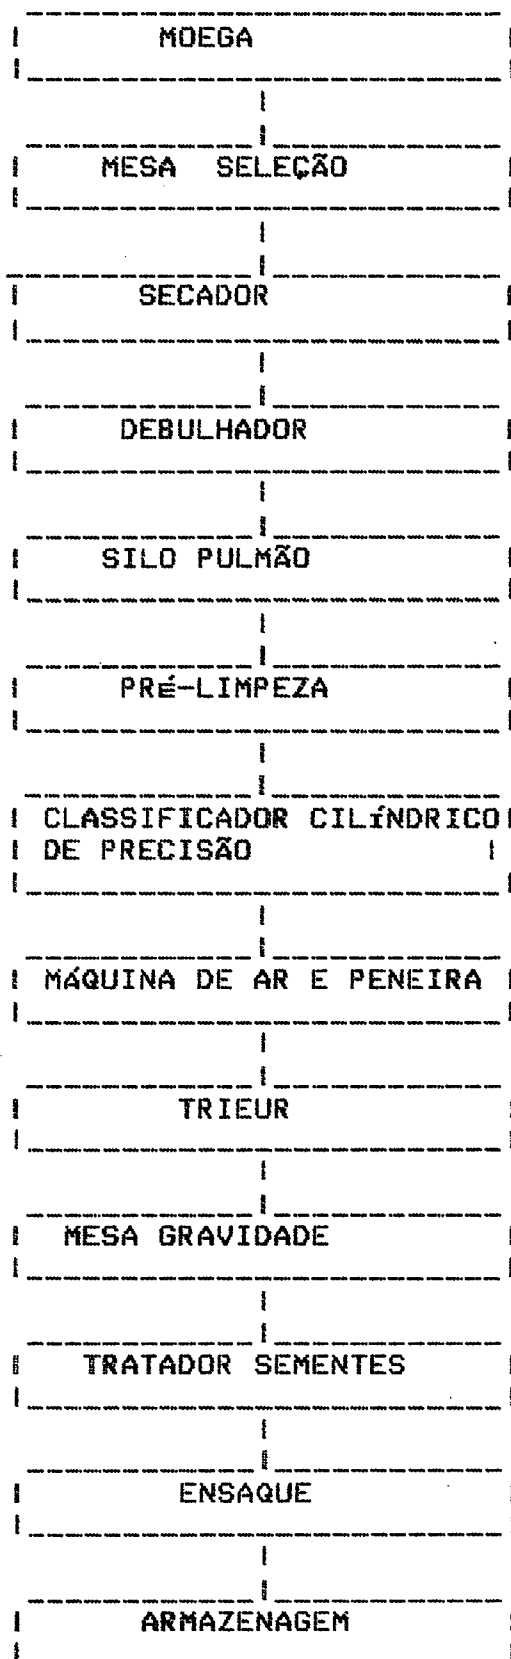 MOEGA
MESA SELEÇÃO
SECADOR
DEBULHADOR
SILO PULMÃO
PRÉ-LIMPEZA
CLASSIFICADOR CILÍNDRICO
DE PRECISÃO
MÁQUINA DE AR E PENEIRA
TRIEUR
MESA GRAVIDADE
TRATADOR SEMENTES
ENSAQUE
ARMAZENAGEM